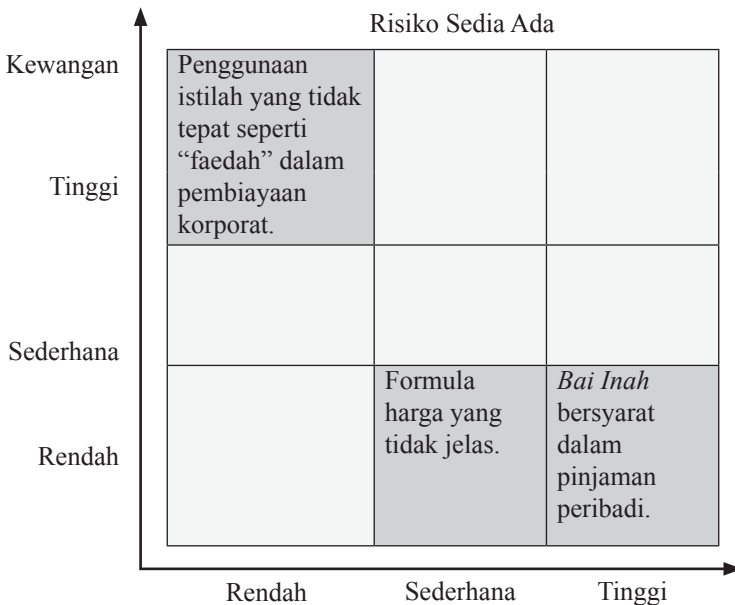 Risiko Sedia Ada
Kewangan
Tinggi
Sederhana
Rendah
Penggunaan
istilah yang tidak
tepat seperti
“faedah” dalam
pembiayaan
korporat.
Formula
harga yang
tidak jelas.
Bai Inah
bersyarat
dalam
pinjaman
peribadi.
Rendah
Sederhana
Tinggi